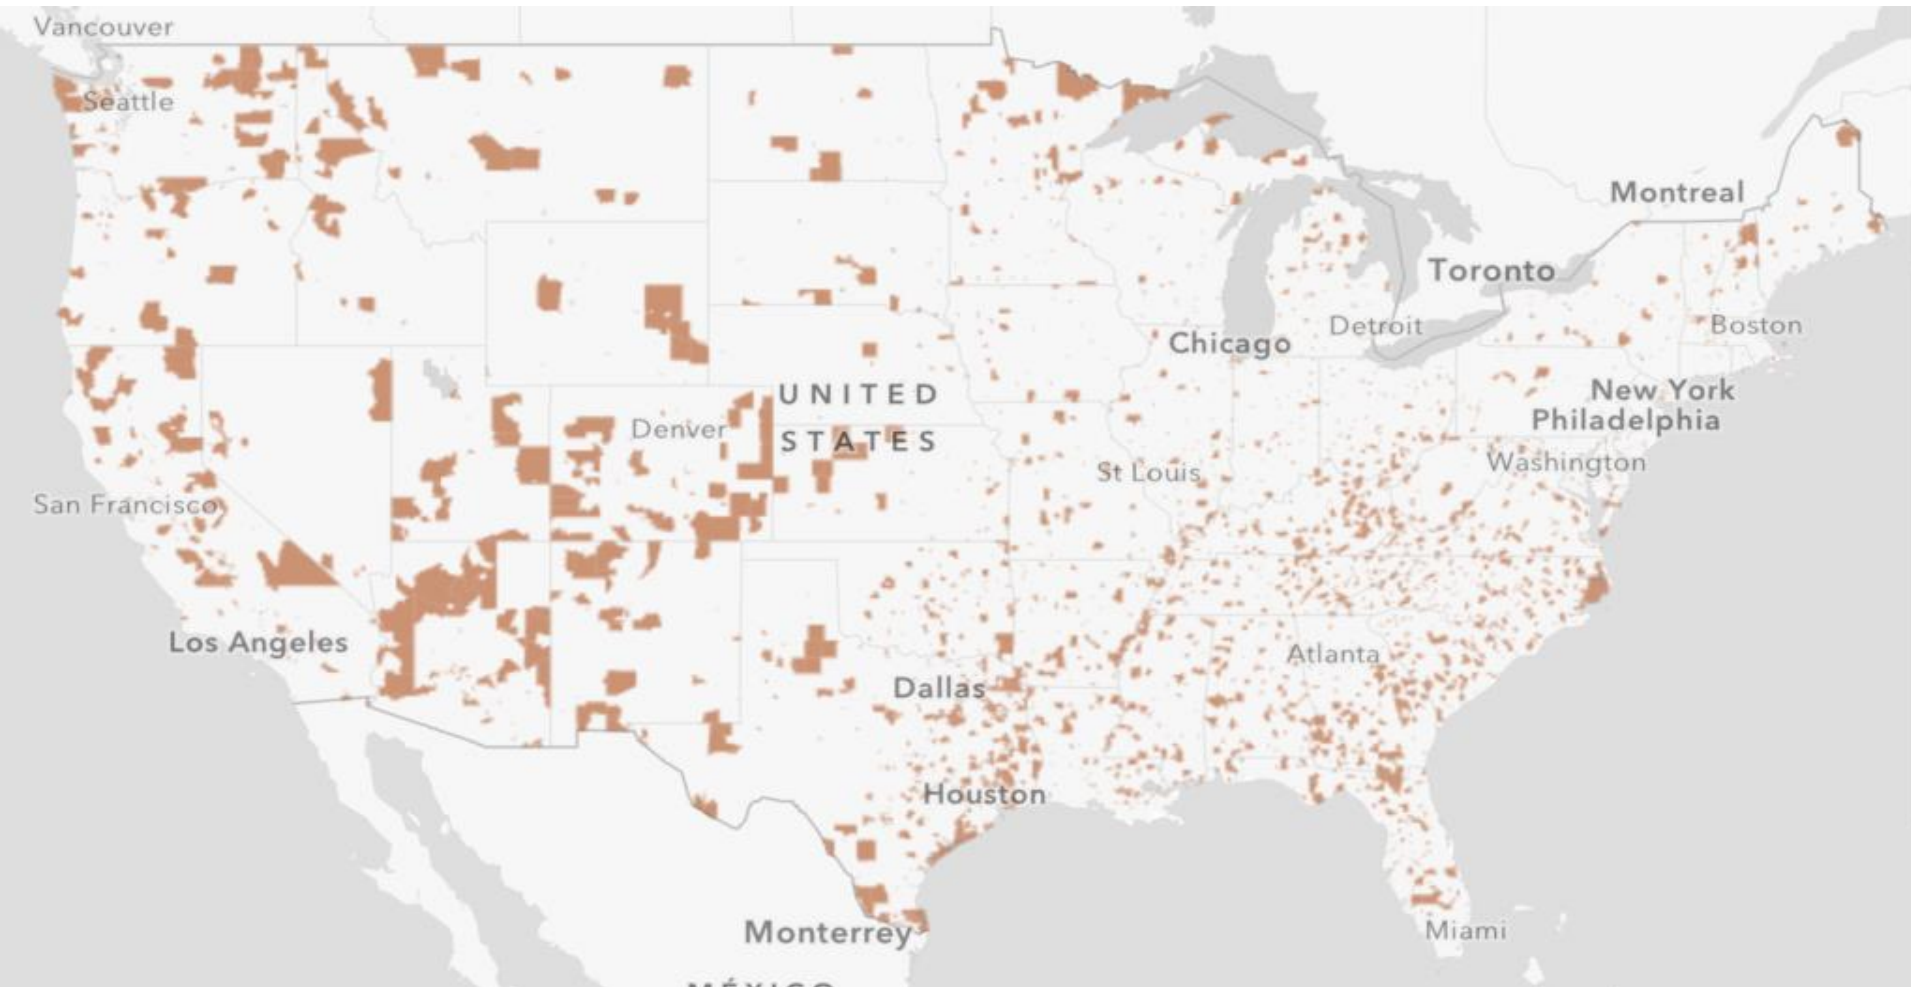 Vancouver
Seattle
Montreal
Toronto
Boston
Detroit
Chicago
New York
UNITED
STATES
Philadelphia
Denver
Washington
St Louis
San Francisco
Los Angeles
Atlanta
Dallas
Houston
Miami
Monterrey
MÉXICO